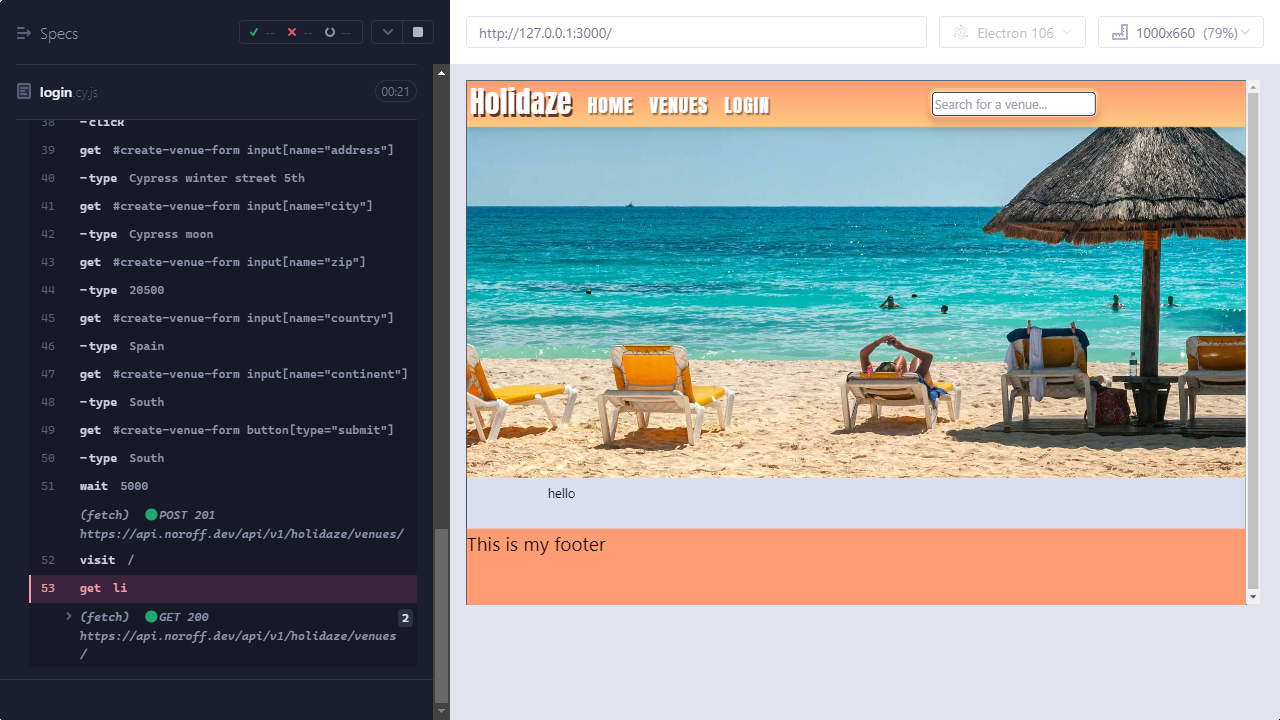 Specs
-- -- --
login.cy.js 00:21
38 -click
39 get #create-venue-form input[name="address"]
40 -type Cypress winter street 5th
41 get #create-venue-form input[name="city"]
42 -type Cypress moon
43 get #create-venue-form input[name="zip"]
44 -type 20500
45 get #create-venue-form input[name="country"]
46 -type Spain
47 get #create-venue-form input[name="continent"]
48 -type South
49 get #create-venue-form button[type="submit"]
50 -type South
51 wait 5000
(fetch) POST 201
https://api.noroff.dev/api/v1/holidaze/venues/
52 visit /
53 get li
(fetch) GET 200 2
https://api.noroff.dev/api/v1/holidaze/venues
/
http://127.0.0.1:3000/ Electron 106 1000x660 (79%)
Holidaze HOME VENUES LOGIN Search for a venue...
hello
This is my footer